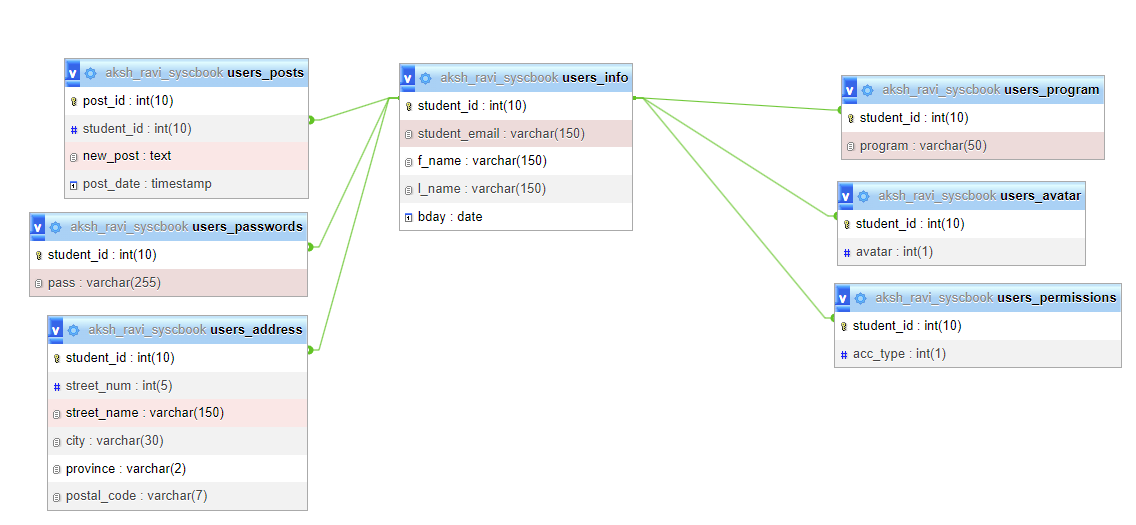 aksh_ravi_syscbook users_posts
post_id : int(10)
student_id : int(10)
new_post : text
post_date : timestamp
aksh_ravi_syscbook users_passwords
student_id : int(10)
pass : varchar(255)
aksh_ravi_syscbook users_address
student_id : int(10)
street_num : int(5)
street_name : varchar(150)
city : varchar(30)
province : varchar(2)
postal_code : varchar(7)
aksh_ravi_syscbook users_info
student_id : int(10)
student_email : varchar(150)
f_name : varchar(150)
l_name : varchar(150)
bday : date
aksh_ravi_syscbook users_program
student_id : int(10)
program : varchar(50)
aksh_ravi_syscbook users_avatar
student_id : int(10)
avatar : int(1)
aksh_ravi_syscbook users_permissions
student_id : int(10)
acc_type : int(1)